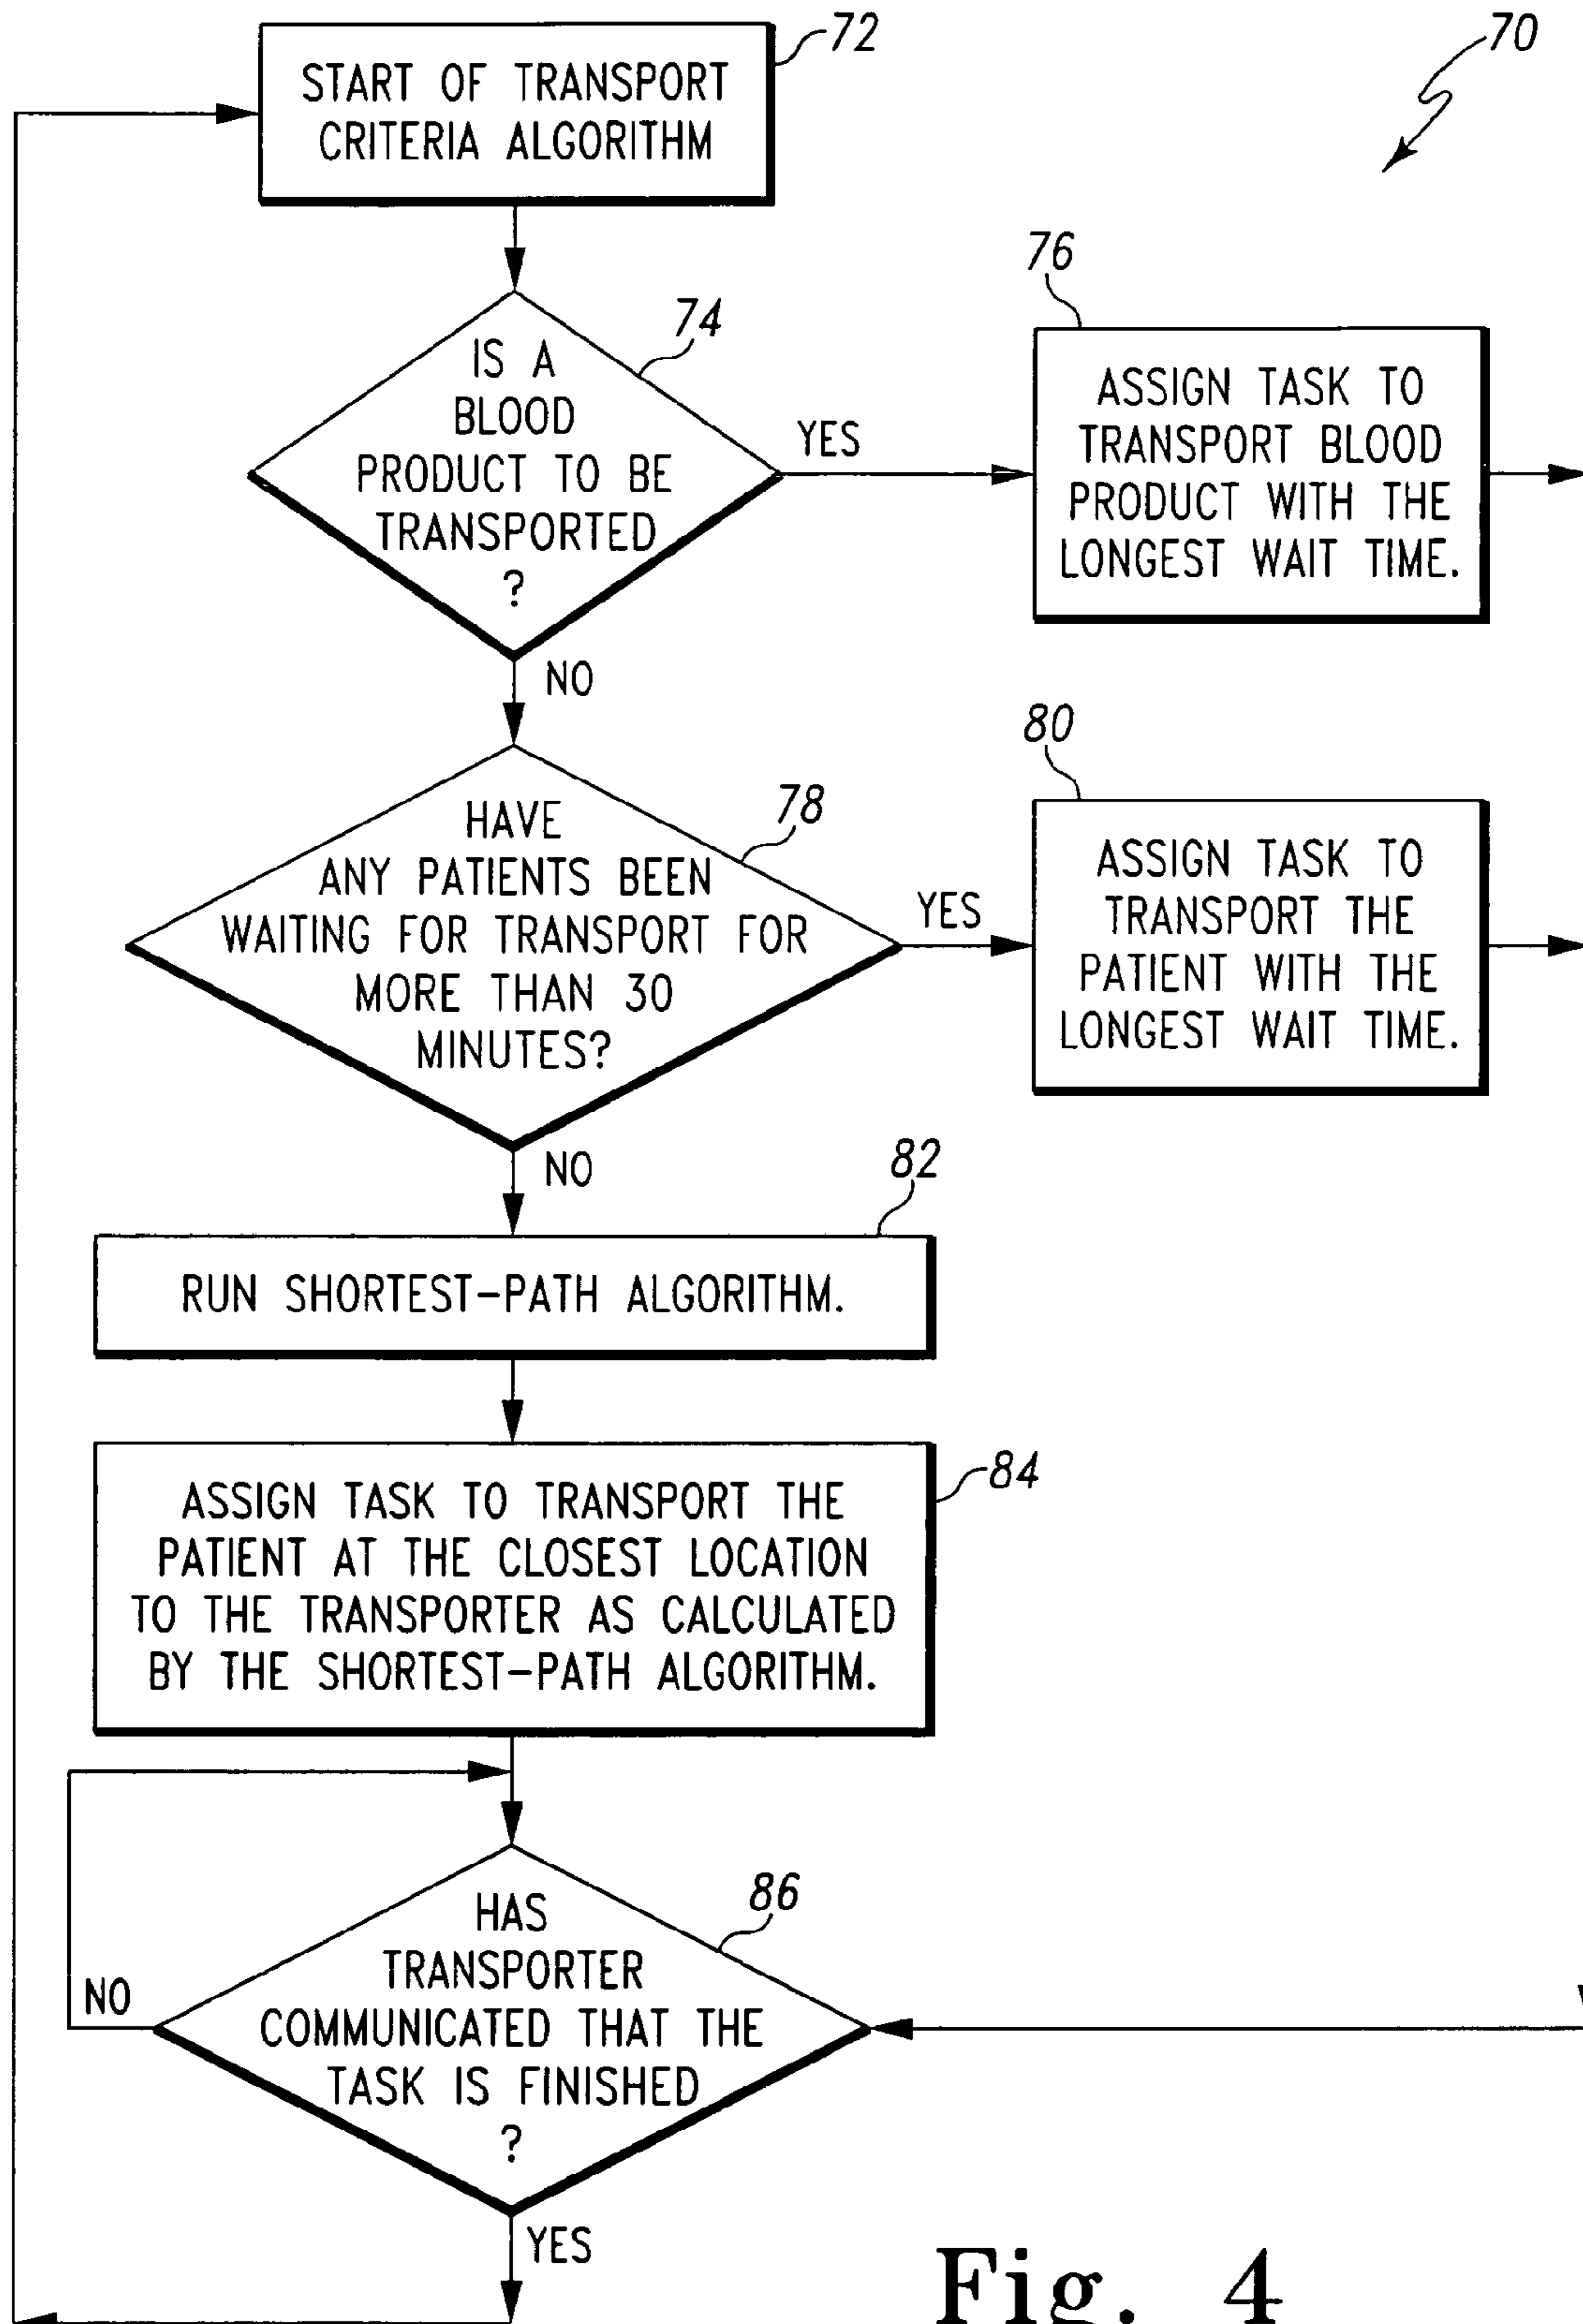 72
70
START OF TRANSPORT
CRITERIA ALGORITHM
74
IS A
BLOOD
PRODUCT TO BE
TRANSPORTED
?
YES
76
ASSIGN TASK TO
TRANSPORT BLOOD
PRODUCT WITH THE
LONGEST WAIT TIME.
NO
78
HAVE
ANY PATIENTS BEEN
WAITING FOR TRANSPORT FOR
MORE THAN 30
MINUTES?
YES
80
ASSIGN TASK TO
TRANSPORT THE
PATIENT WITH THE
LONGEST WAIT TIME.
NO
82
RUN SHORTEST-PATH ALGORITHM.
84
ASSIGN TASK TO TRANSPORT THE
PATIENT AT THE CLOSEST LOCATION
TO THE TRANSPORTER AS CALCULATED
BY THE SHORTEST-PATH ALGORITHM.
86
HAS
TRANSPORTER
COMMUNICATED THAT THE
TASK IS FINISHED
?
NO
YES
Fig. 4